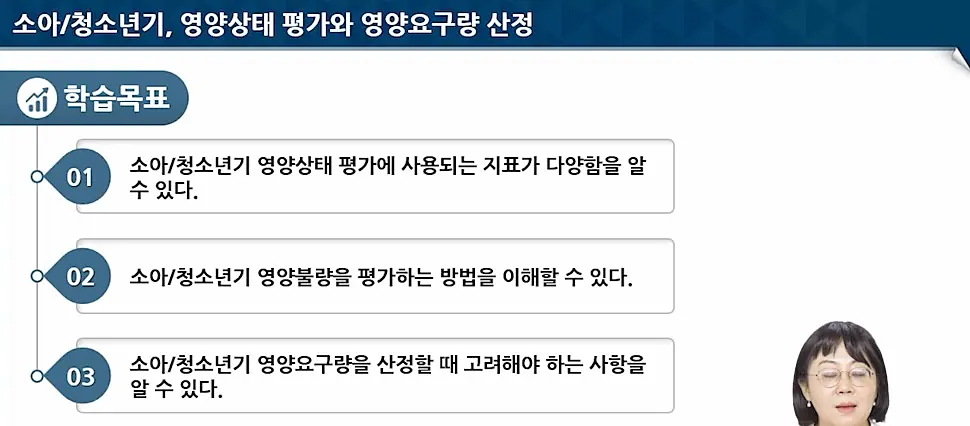 소아/청소년기, 영양상태 평가와 영양요구량 산정
학습목표
01
소아/청소년기 영양상태 평가에 사용되는 지표가 다양함을 알
수 있다.
02
소아/청소년기 영양불량을 평가하는 방법을 이해할 수 있다.
03
소아/청소년기 영양요구량을 산정할 때 고려해야 하는 사항을
알 수 있다.